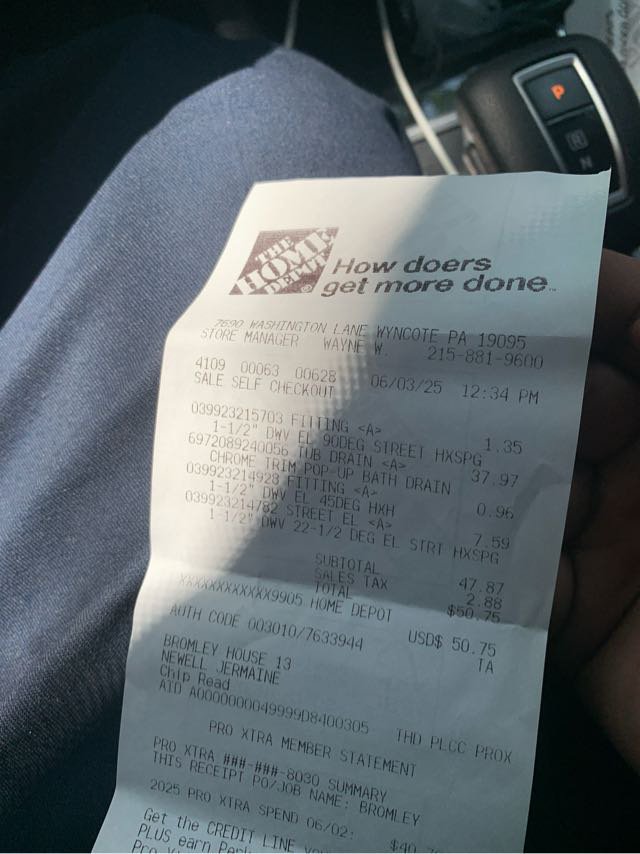 P
N
THE
HOME
DEPOT
®
How doers
get more done™
7690 WASHINGTON LANE WYNCOTE PA 19095
STORE MANAGER WAYNE W. 215-881-9600
4109 00063 00628 06/03/25 12:34 PM
SALE SELF CHECKOUT
039923215703 FITTING <A> 1.35
1-1/2" DWV EL 90DEG STREET HXSPG
6972089240056 TUB DRAIN <A> 37.97
CHROME TRIM POP-UP BATH DRAIN
039923214928 FITTING <A> 0.96
1-1/2" DWV EL 45DEG HXH
039923214782 STREET EL <A> 7.59
1-1/2" DWV 22-1/2 DEG EL STRT HXSPG
SUBTOTAL 47.87
SALES TAX 2.88
TOTAL $50.75
XXXXXXXXXXXX9905 HOME DEPOT
USD$ 50.75
AUTH CODE 003010/7633944 TA
BROMLEY HOUSE 13
NEWELL JERMAINE
Chip Read
AID A0000000049999D8400305 THD PLCC PROX
PRO XTRA MEMBER STATEMENT
PRO XTRA ###-###-8030 SUMMARY
THIS RECEIPT PO/JOB NAME: BROMLEY
2025 PRO XTRA SPEND 06/02:
Get the CREDIT LINE
PLUS earn